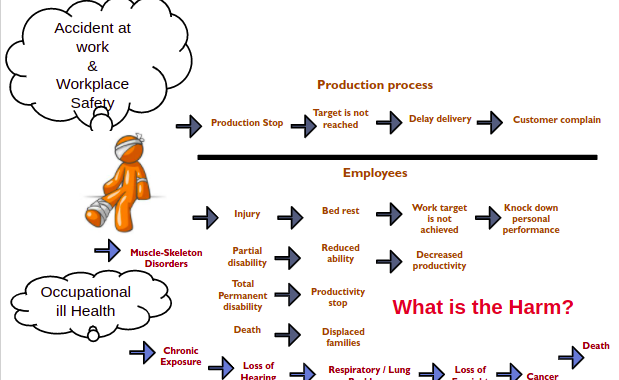 Accident at
work
&
Workplace
Safety
Production process
Production Stop
Target is not
reached
Delay delivery
Customer complain
Employees
Injury
Bed rest
Work target
is not
achieved
Knock down
personal
performance
Muscle-Skeleton
Disorders
Partial
disability
Reduced
ability
Decreased
productivity
Occupational
ill Health
Total
Permanent
disability
Productivity
stop
What is the Harm?
Death
Displaced
families
Chronic
Exposure
Loss of
Hearing
Respiratory / Lung
Loss of
Cancer
Death